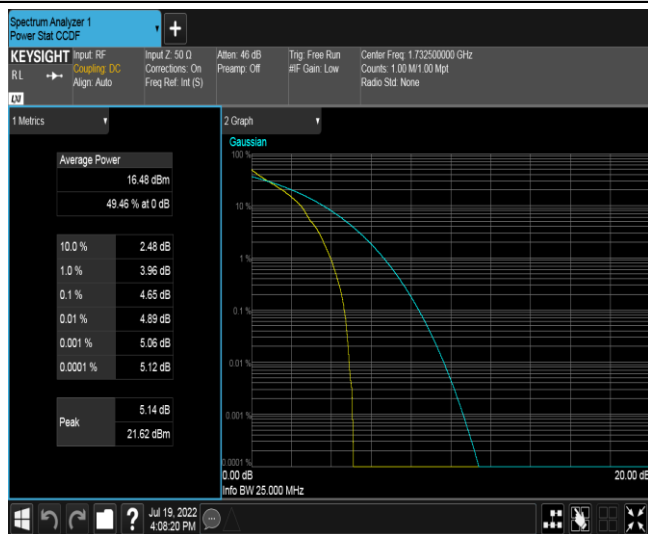 Spectrum Analyzer 1
Power Stat CCDF
+
KEYSIGHT
RL
LXI
Input: RF
Coupling: DC
Align: Auto
Input Z: 50 Ω
Corrections: On
Freq Ref: Int (S)
Atten: 46 dB
Preamp: Off
Trig: Free Run
#IF Gain: Low
Center Freq: 1.732500000 GHz
Counts: 1.00 M/1.00 Mpt
Radio Std: None
1 Metrics
Average Power
16.48 dBm
49.46 % at 0 dB
10.0 % 2.48 dB
1.0 % 3.96 dB
0.1 % 4.65 dB
0.01 % 4.89 dB
0.001 % 5.06 dB
0.0001 % 5.12 dB
Peak 5.14 dB
21.62 dBm
2 Graph
Gaussian
100 %
10 %
1 %
0.1 %
0.01 %
0.001 %
0.0001 %
0.00 dB 20.00 dB
Info BW 25.000 MHz
?
Jul 19, 2022
4:08:20 PM